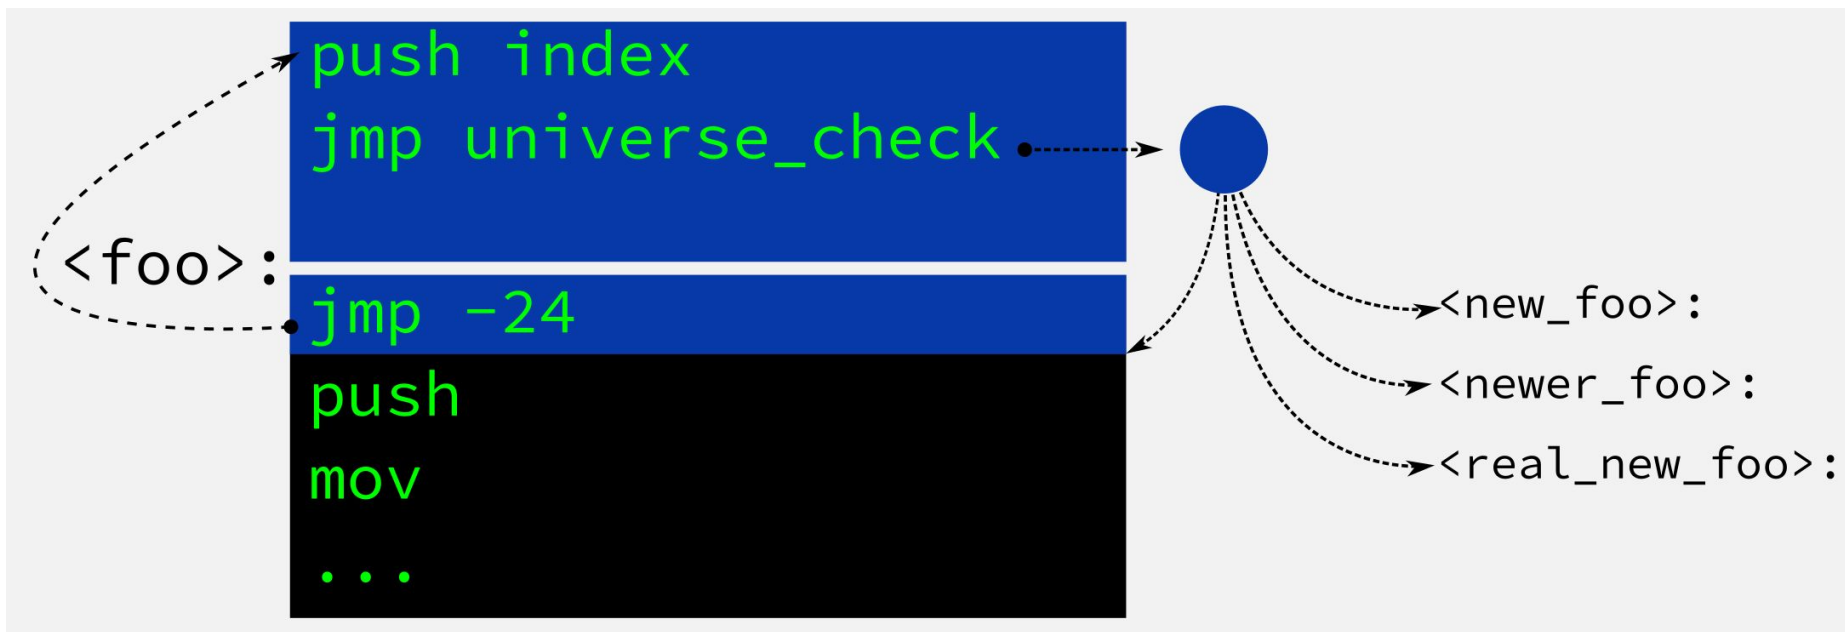 push index
jmp universe_check
<foo>:
jmp -24
push
mov
...
<new_foo>:
<newer_foo>:
<real_new_foo>: